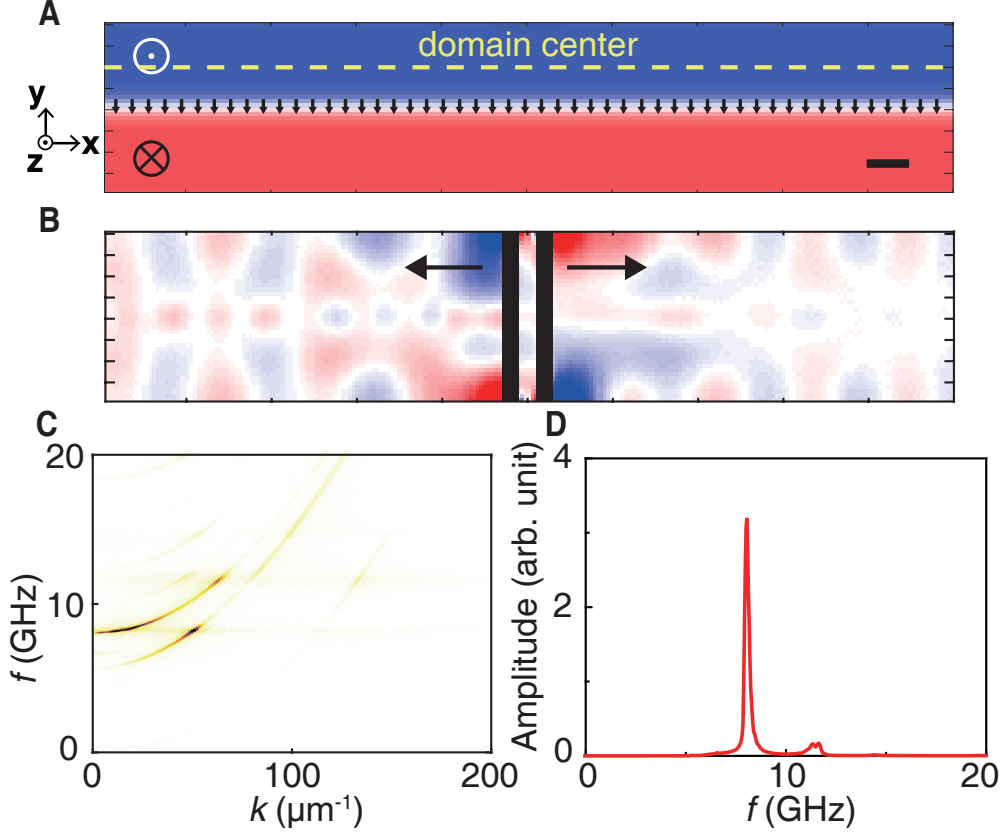 A
domain center
y
x
z
B
C
20
10
0
f (GHz)
0
100
200
k (μm⁻¹)
D
4
2
0
Amplitude (arb. unit)
0
10
20
f (GHz)